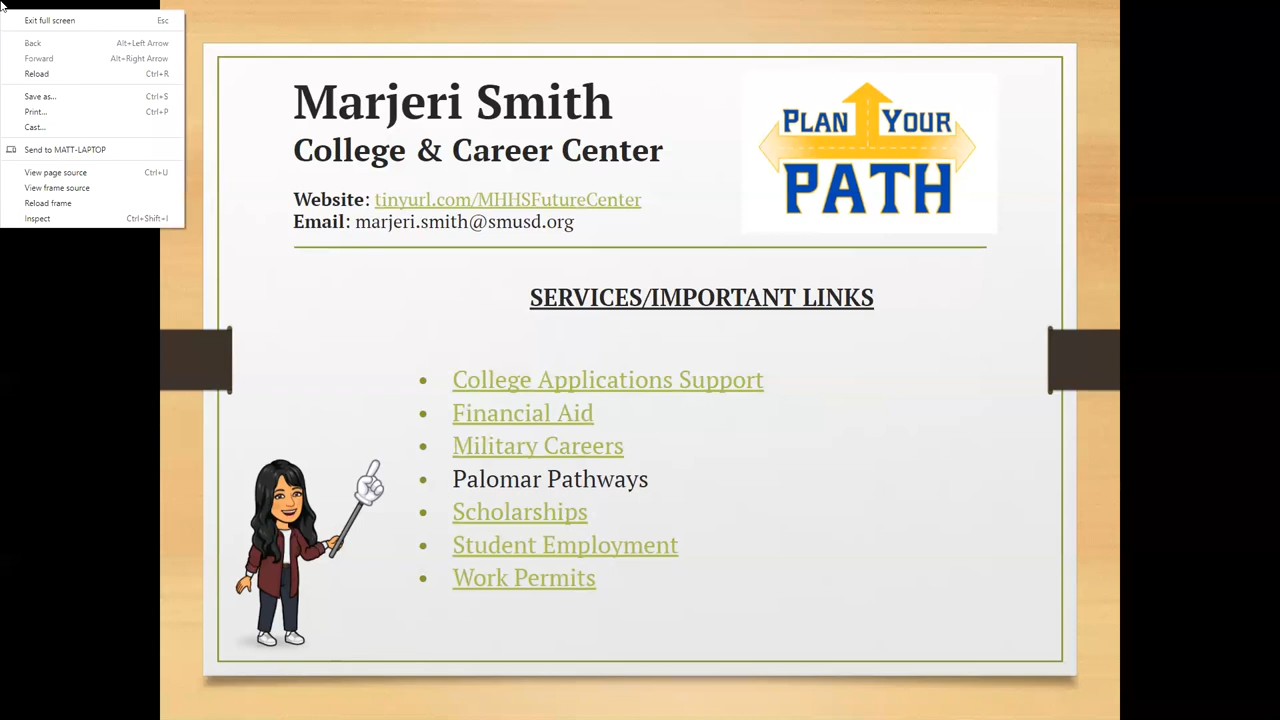 Exit full screen Esc
Back Alt+Left Arrow
Forward Alt+Right Arrow
Reload Ctrl+R
Save as... Ctrl+S
Print... Ctrl+P
Cast...
Send to MATT-LAPTOP
View page source Ctrl+U
View frame source
Reload frame
Inspect Ctrl+Shift+I
Marjeri Smith
College & Career Center
Website: tinyurl.com/MHHSFutureCenter
Email: marjeri.smith@smusd.org
PLAN YOUR
PATH
SERVICES/IMPORTANT LINKS
• College Applications Support
• Financial Aid
• Military Careers
• Palomar Pathways
• Scholarships
• Student Employment
• Work Permits